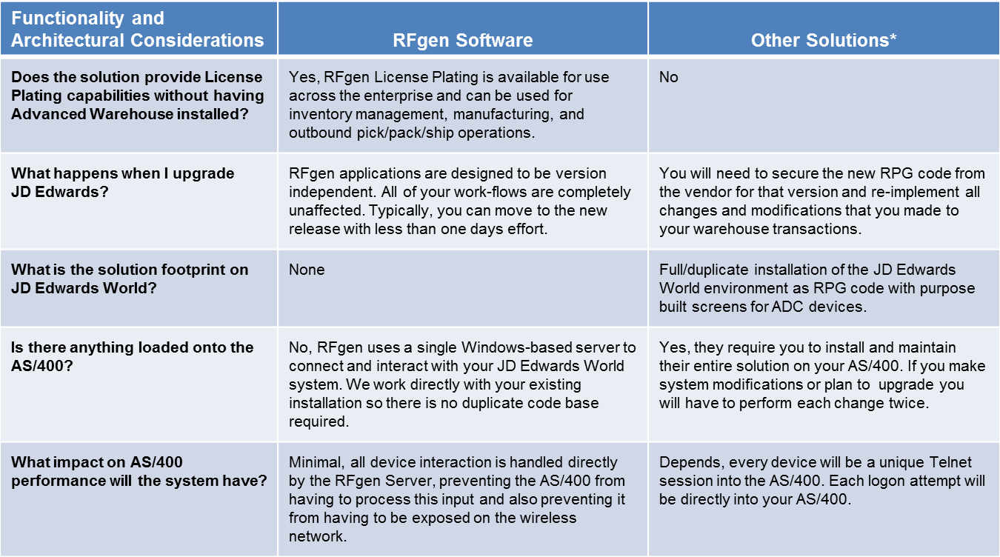 Functionality and
Architectural Considerations
RFgen Software
Other Solutions*
Does the solution provide License
Plating capabilities without having
Advanced Warehouse installed?
Yes, RFgen License Plating is available for use
across the enterprise and can be used for
inventory management, manufacturing, and
outbound pick/pack/ship operations.
No
What happens when I upgrade
JD Edwards?
RFgen applications are designed to be version
independent. All of your work-flows are completely
unaffected. Typically, you can move to the new
release with less than one days effort.
You will need to secure the new RPG code from
the vendor for that version and re-implement all
changes and modifications that you made to
your warehouse transactions.
What is the solution footprint on
JD Edwards World?
None
Full/duplicate installation of the JD Edwards
World environment as RPG code with purpose
built screens for ADC devices.
Is there anything loaded onto the
AS/400?
No, RFgen uses a single Windows-based server to
connect and interact with your JD Edwards World
system. We work directly with your existing
installation so there is no duplicate code base
required.
Yes, they require you to install and maintain
their entire solution on your AS/400. If you make
system modifications or plan to  upgrade you
will have to perform each change twice.
What impact on AS/400
performance will the system have?
Minimal, all device interaction is handled directly
by the RFgen Server, preventing the AS/400 from
having to process this input and also preventing it
from having to be exposed on the wireless
network.
Depends, every device will be a unique Telnet
session into the AS/400. Each logon attempt will
be directly into your AS/400.